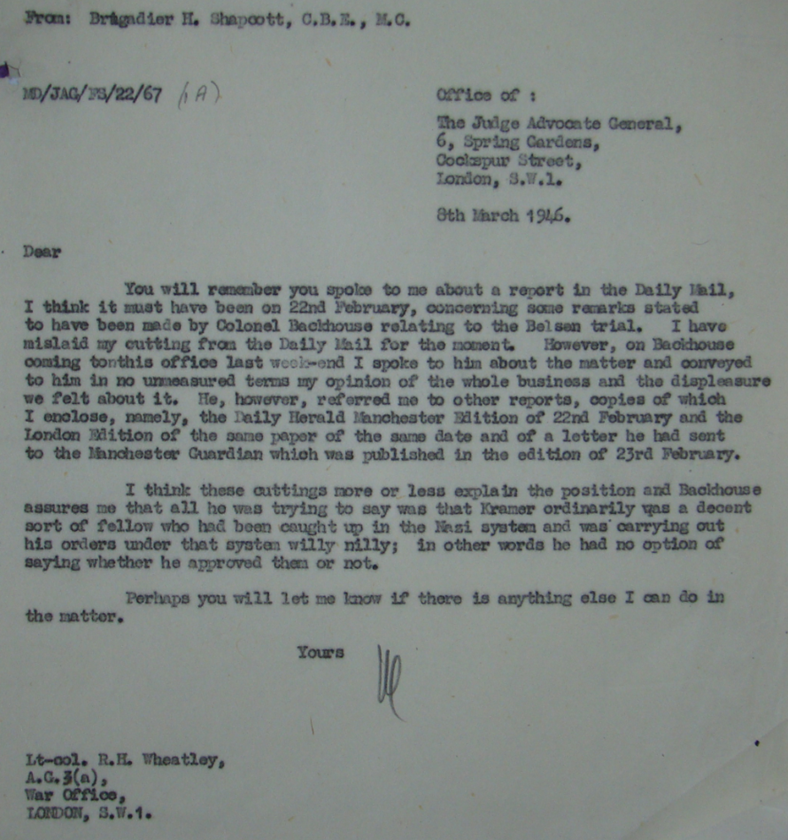 From: Brigadier H. Shapcott, C.B.E., M.C.
MD/JAG/FS/22/67 (1A)
Office of :
The Judge Advocate General,
6, Spring Gardens,
Cockspur Street,
London, S.W.1.
8th March 1946.
Dear
You will remember you spoke to me about a report in the Daily Mail,
I think it must have been on 22nd February, concerning some remarks stated
to have been made by Colonel Backhouse relating to the Belsen trial. I have
mislaid my cutting from the Daily Mail for the moment. However, on Backhouse
coming tonthis office last week-end I spoke to him about the matter and conveyed
to him in no unmeasured terms my opinion of the whole business and the displeasure
we felt about it. He, however, referred me to other reports, copies of which
I enclose, namely, the Daily Herald Manchester Edition of 22nd February and the
London Edition of the same paper of the same date and of a letter he had sent
to the Manchester Guardian which was published in the edition of 23rd February.
I think these cuttings more or less explain the position and Backhouse
assures me that all he was trying to say was that Kramer ordinarily was a decent
sort of fellow who had been caught up in the Nasi system and was carrying out
his orders under that system willy nilly; in other words he had no option of
saying whether he approved them or not.
Perhaps you will let me know if there is anything else I can do in
the matter.
Yours
Lt-col. R.H. Wheatley,
A.G.3(a),
War Office,
LONDON, S.W.1.